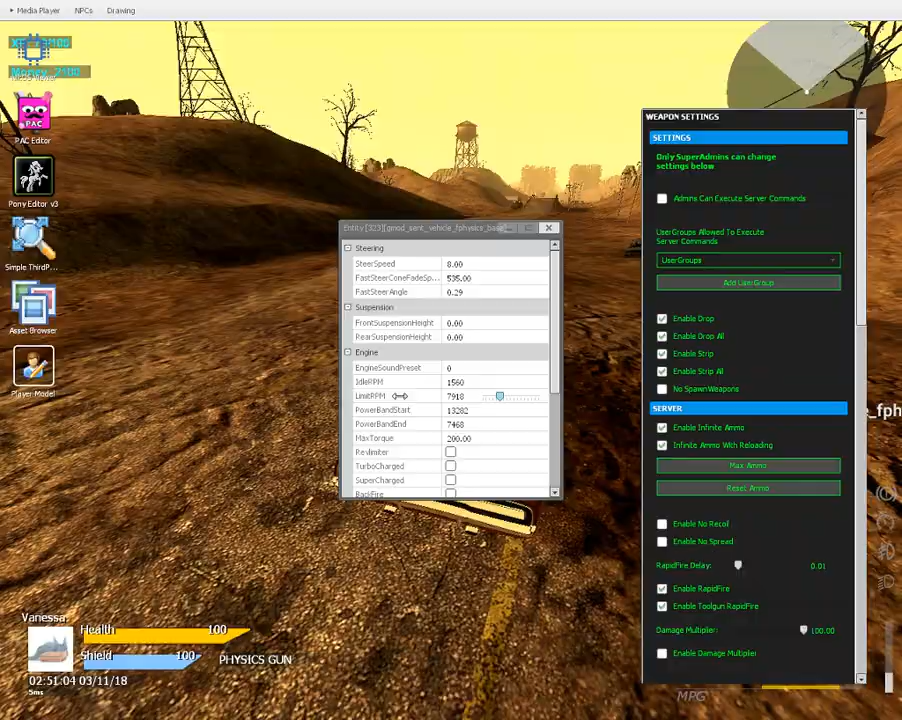 Media Player NPCs Drawing
Money 2100
PAC
PAC Editor
Pony Editor v3
Simple ThirdP...
Asset Browser
Player Model
Entity [323][gmod_sent_vehicle_fphysics_base
Steering
SteerSpeed 8.00
FastSteerConeFadeSp... 535.00
FastSteerAngle 0.29
Suspension
FrontSuspensionHeight 0.00
RearSuspensionHeight 0.00
Engine
EngineSoundPreset 0
IdleRPM 1560
LimitRPM 7918
PowerBandStart 13282
PowerBandEnd 7468
MaxTorque 200.00
Revlimiter
TurboCharged
SuperCharged
BackFire
WEAPON SETTINGS
SETTINGS
Only SuperAdmins can change
settings below
Admins Can Execute Server Commands
UserGroups Allowed To Execute
Server Commands
UserGroups
Add UserGroup
Enable Drop
Enable Drop All
Enable Strip
Enable Strip All
No SpawnWeapons
SERVER
Enable Infinite Ammo
Infinite Ammo With Reloading
Max Ammo
Reset Ammo
Enable No Recoil
Enable No Spread
RapidFire Delay: 0.01
Enable RapidFire
Enable Toolgun RapidFire
Damage Multiplier: 100.00
Enable Damage Multiplier
e_fph
MPG
Vanessa
Health 100
Shield 100
PHYSICS GUN
02:51:04 03/11/18
5ms